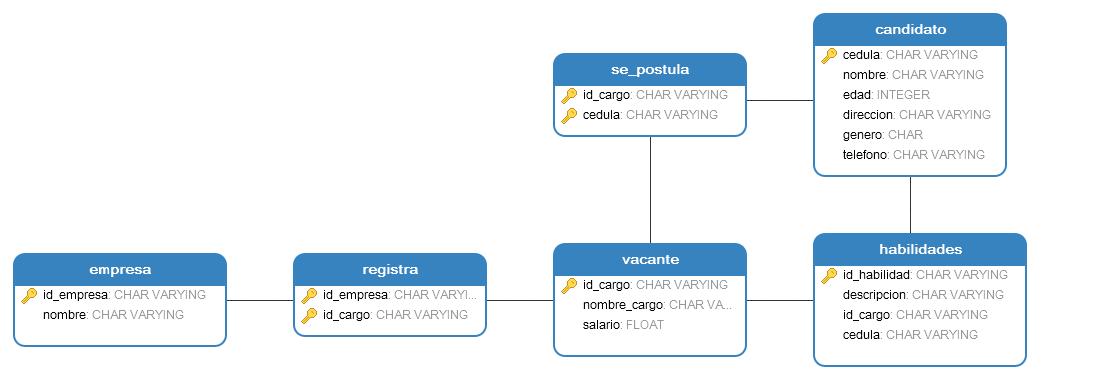 candidato
cedula: CHAR VARYING
nombre: CHAR VARYING
edad: INTEGER
direccion: CHAR VARYING
genero: CHAR
telefono: CHAR VARYING
se_postula
id_cargo: CHAR VARYING
cedula: CHAR VARYING
empresa
id_empresa: CHAR VARYING
nombre: CHAR VARYING
registra
id_empresa: CHAR VARYI...
id_cargo: CHAR VARYING
vacante
id_cargo: CHAR VARYING
nombre_cargo: CHAR VA...
salario: FLOAT
habilidades
id_habilidad: CHAR VARYING
descripcion: CHAR VARYING
id_cargo: CHAR VARYING
cedula: CHAR VARYING